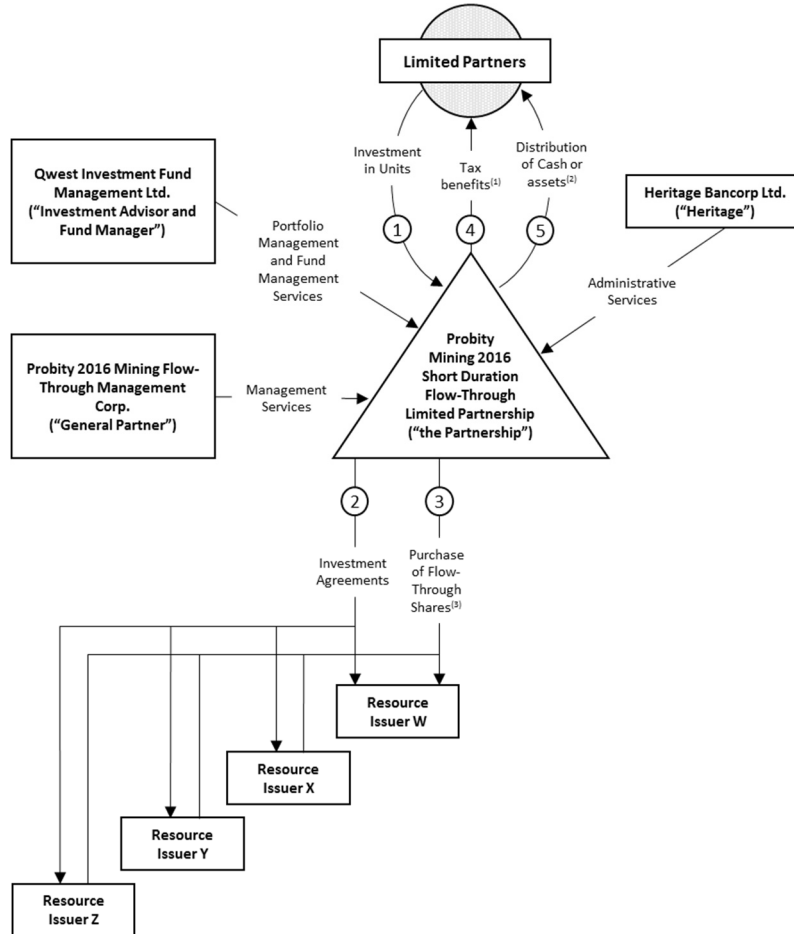 Limited Partners
Investment
in Units
Tax
benefits(1)
Distribution
of Cash or
assets(2)
1
4
5
Qwest Investment Fund
Management Ltd.
("Investment Advisor and
Fund Manager")
Portfolio
Management
and Fund
Management
Services
Heritage Bancorp Ltd.
("Heritage")
Administrative
Services
Probity 2016 Mining Flow-
Through Management
Corp.
("General Partner")
Management
Services
Probity
Mining 2016
Short Duration
Flow-Through
Limited Partnership
("the Partnership")
2
3
Investment
Agreements
Purchase
of Flow-
Through
Shares(3)
Resource
Issuer W
Resource
Issuer X
Resource
Issuer Y
Resource
Issuer Z